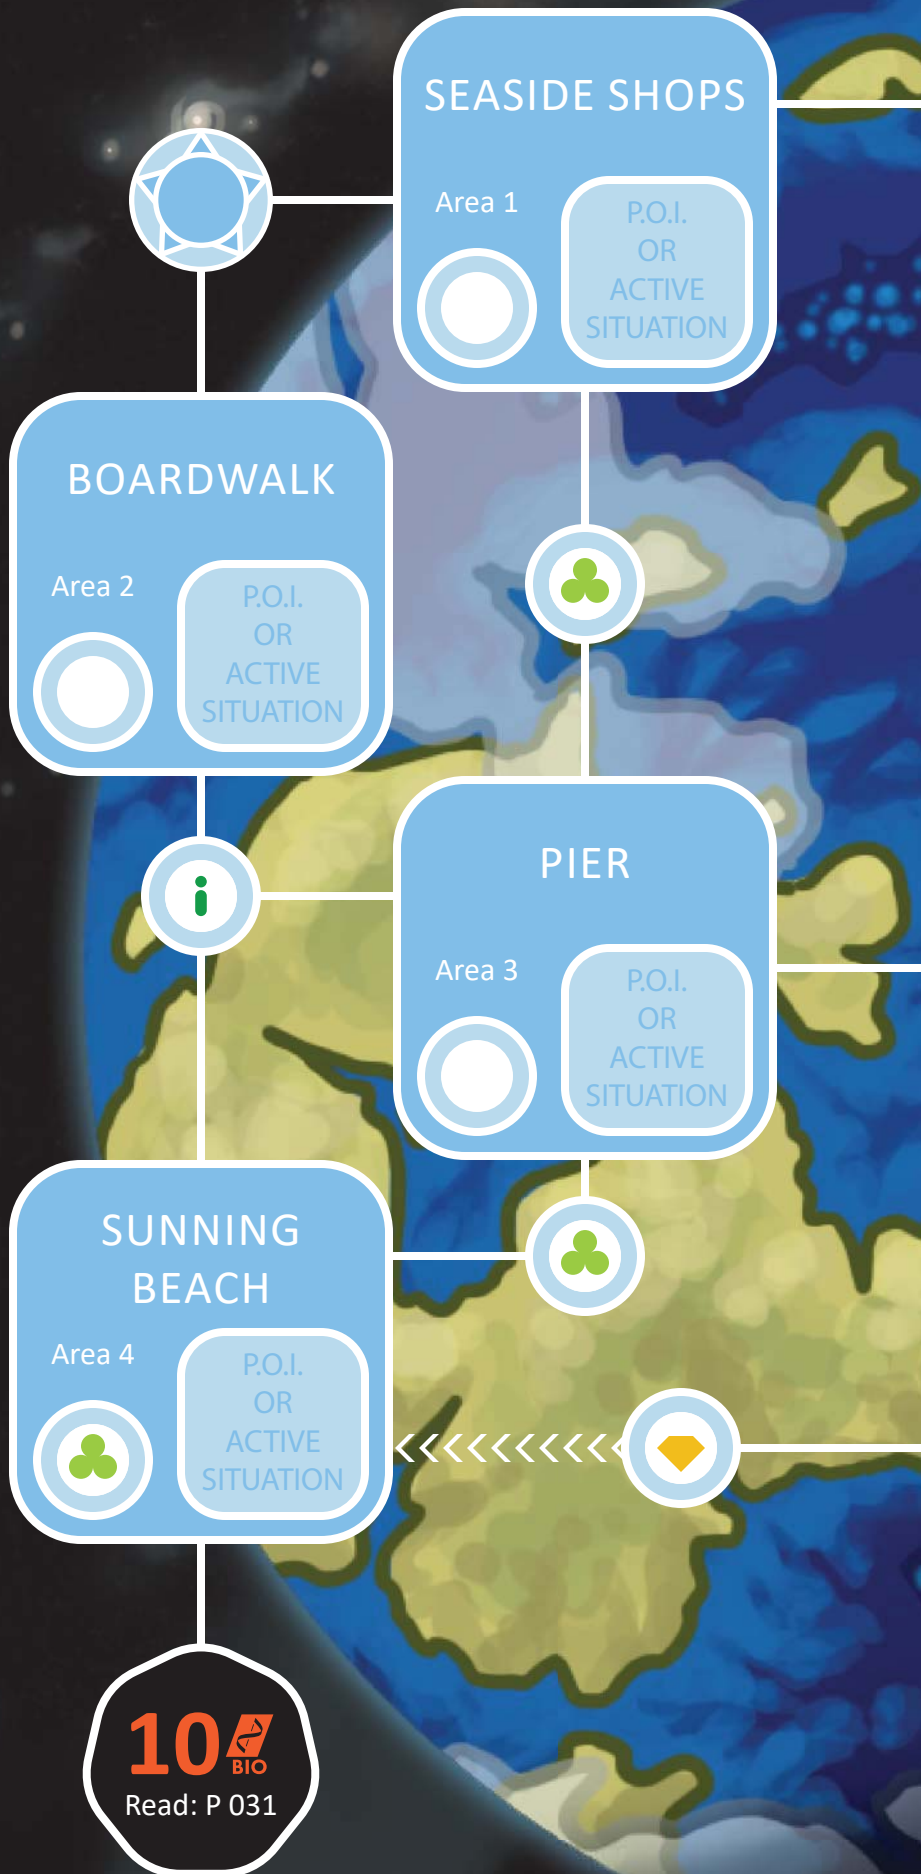 SEASIDE SHOPS
Area 1
P.O.I.
OR
ACTIVE
SITUATION
BOARDWALK
Area 2
P.O.I.
OR
ACTIVE
SITUATION
PIER
Area 3
P.O.I.
OR
ACTIVE
SITUATION
SUNNING
BEACH
Area 4
P.O.I.
OR
ACTIVE
SITUATION
10
BIO
Read: P 031